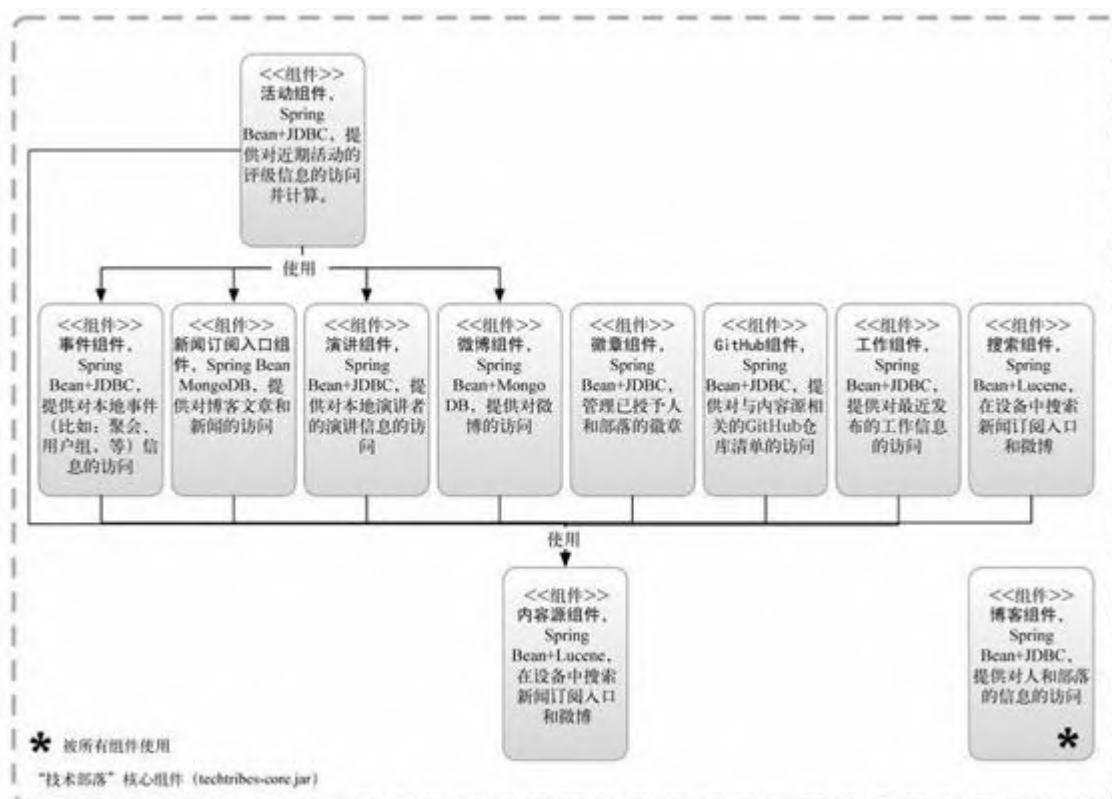 <<组件>>
活动组件，
Spring
Bean+JDBC，提
供对近期活动的
评级信息的访问
并计算。
使用
<<组件>>
事件组件，
Spring
Bean+JDBC，
提供对本地事件
（比如：聚会、
用户组、等）信
息的访问
<<组件>>
新闻订阅入口组
件，Spring Bean
MongoDB，提
供对博客文章和
新闻的访问
<<组件>>
演讲组件，
Spring
Bean+JDBC，提
供对本地演讲者
的演讲信息的访
问
<<组件>>
微博组件，
Spring
Bean+Mongo
DB，提供对微
博的访问
<<组件>>
徽章组件，
Spring
Bean+JDBC，
管理已授予人
和部落的徽章
<<组件>>
GitHub组件，
Spring
Bean+JDBC，提
供对与内容源相
关的GitHub仓
库清单的访问
<<组件>>
工作组件，
Spring
Bean+JDBC，
提供对最近发
布的工作信息
的访问
<<组件>>
搜索组件，
Spring
Bean+Lucene，
在设备中搜索
新闻订阅入口
和微博
使用
<<组件>>
内容源组件，
Spring
Bean+Lucene，
在设备中搜索
新闻订阅入口
和微博
<<组件>>
博客组件，
Spring
Bean+JDBC，
提供对人和部落
的信息的访问
*
* 被所有组件使用
“技术部落”核心组件（techtribes-core.jar）